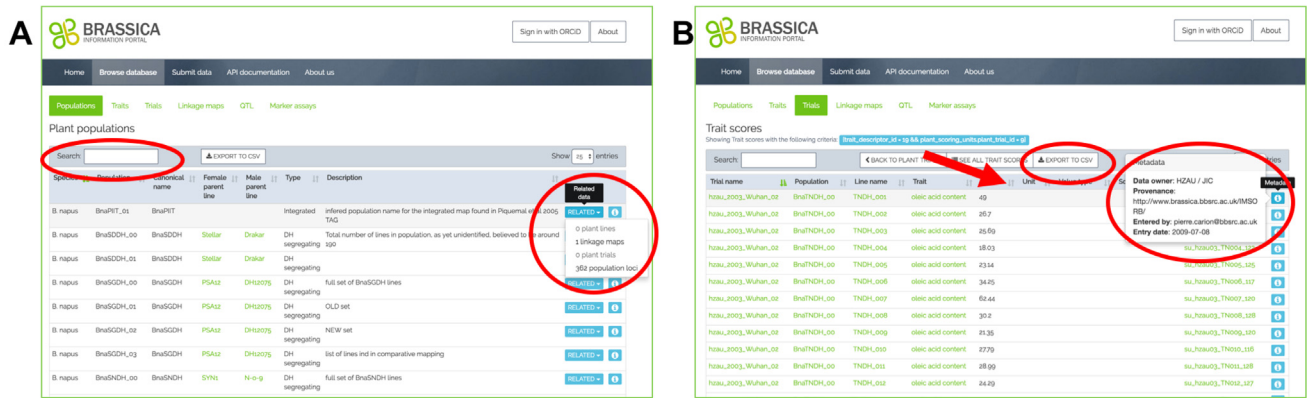 A
BRASSICA
INFORMATION PORTAL
Sign in with ORCiD About
Home Browse database Submit data API documentation About us
Populations Traits Trials Linkage maps QTL Marker assays
Plant populations
Search: EXPORT TO CSV Show 25 entries
Species Population Canonical name Female parent line Male parent line Type Description
Related data
B. napus BnaPIIT_01 BnaPIIT Integrated infered population name for the integrated map found in Piquemal et al 2005 TAG RELATED
0 plant lines
1 linkage maps
0 plant trials
362 population loci
B. napus BnaSDDH_00 BnaSDDH Stellar Drakar DH segregating Total number of lines in population, as yet unidentified, believed to be around 190
B. napus BnaSDDH_01 BnaSDDH Stellar Drakar DH segregating
B. napus BnaSGDH_00 BnaSGDH PSA12 DH12075 DH segregating full set of BnaSGDH lines RELATED
B. napus BnaSGDH_01 BnaSGDH PSA12 DH12075 DH segregating OLD set RELATED
B. napus BnaSGDH_02 BnaSGDH PSA12 DH12075 DH segregating NEW set RELATED
B. napus BnaSGDH_03 BnaSGDH PSA12 DH12075 DH segregating list of lines ind in comparative mapping RELATED
B. napus BnaSNDH_00 BnaSNDH SYN1 N-o-9 DH segregating full set of BnaSNDH lines RELATED
B
BRASSICA
INFORMATION PORTAL
Sign in with ORCiD About
Home Browse database Submit data API documentation About us
Populations Traits Trials Linkage maps QTL Marker assays
Trait scores
Showing Trait scores with the following criteria: trait_descriptor_id = 19 && plant_scoring_units.plant_trial_id = 9
Search: BACK TO PLANT SEE ALL TRAIT SCORES EXPORT TO CSV
Trial name Population Line name Trait Unit Value type
Metadata
Data owner: HZAU / JIC
Provenance:
http://www.brassica.bbsrc.ac.uk/IMSO
RB/
Entered by: pierre.carion@bbsrc.ac.uk
Entry date: 2009-07-08
hzau_2003_Wuhan_02 BnaTNDH_00 TNDH_001 oleic acid content 49
hzau_2003_Wuhan_02 BnaTNDH_00 TNDH_002 oleic acid content 26.7
hzau_2003_Wuhan_02 BnaTNDH_00 TNDH_003 oleic acid content 25.69
hzau_2003_Wuhan_02 BnaTNDH_00 TNDH_004 oleic acid content 18.03
hzau_2003_Wuhan_02 BnaTNDH_00 TNDH_005 oleic acid content 23.14 su_hzau03_TN005_125
hzau_2003_Wuhan_02 BnaTNDH_00 TNDH_006 oleic acid content 34.25 su_hzau03_TN006_117
hzau_2003_Wuhan_02 BnaTNDH_00 TNDH_007 oleic acid content 62.44 su_hzau03_TN007_120
hzau_2003_Wuhan_02 BnaTNDH_00 TNDH_008 oleic acid content 30.2 su_hzau03_TN008_128
hzau_2003_Wuhan_02 BnaTNDH_00 TNDH_009 oleic acid content 21.35 su_hzau03_TN009_120
hzau_2003_Wuhan_02 BnaTNDH_00 TNDH_010 oleic acid content 27.79 su_hzau03_TN010_116
hzau_2003_Wuhan_02 BnaTNDH_00 TNDH_011 oleic acid content 28.99 su_hzau03_TN011_128
hzau_2003_Wuhan_02 BnaTNDH_00 TNDH_012 oleic acid content 24.29 su_hzau03_TN012_127